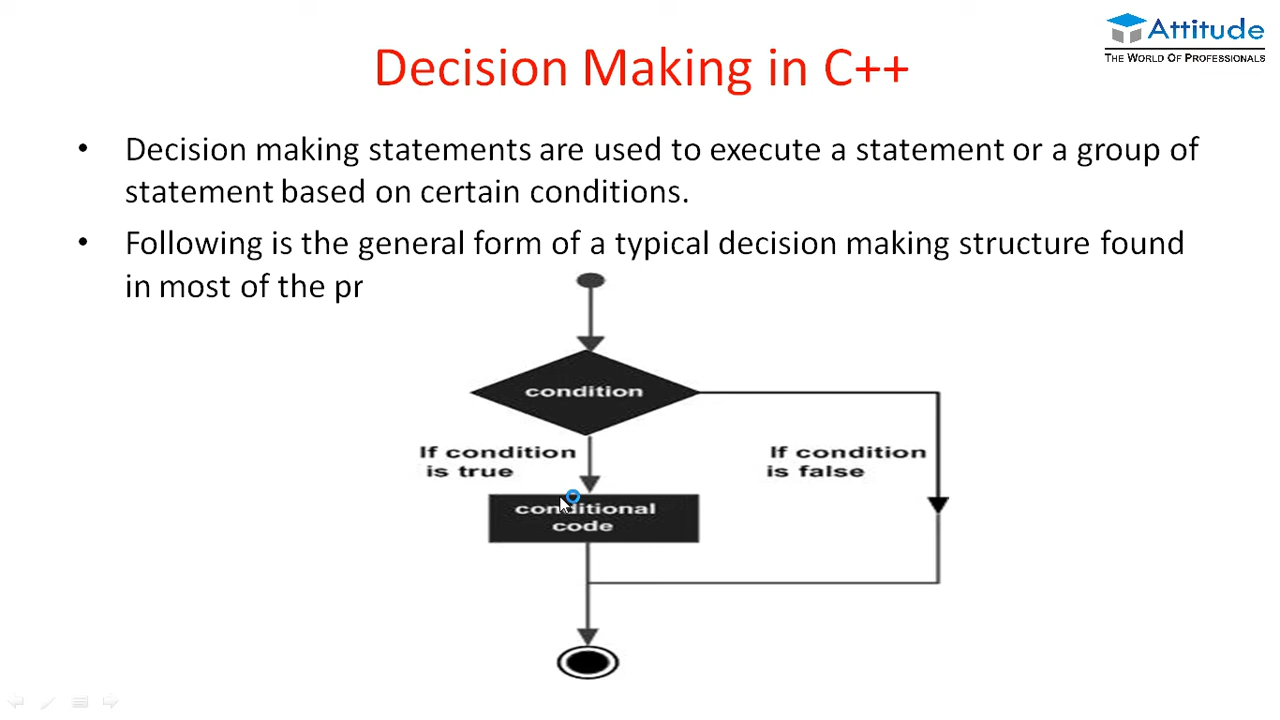 Attitude
THE WORLD OF PROFESSIONALS
Decision Making in C++
• Decision making statements are used to execute a statement or a group of
statement based on certain conditions.
• Following is the general form of a typical decision making structure found
in most of the pr
condition
If condition
is true
If condition
is false
conditional
code